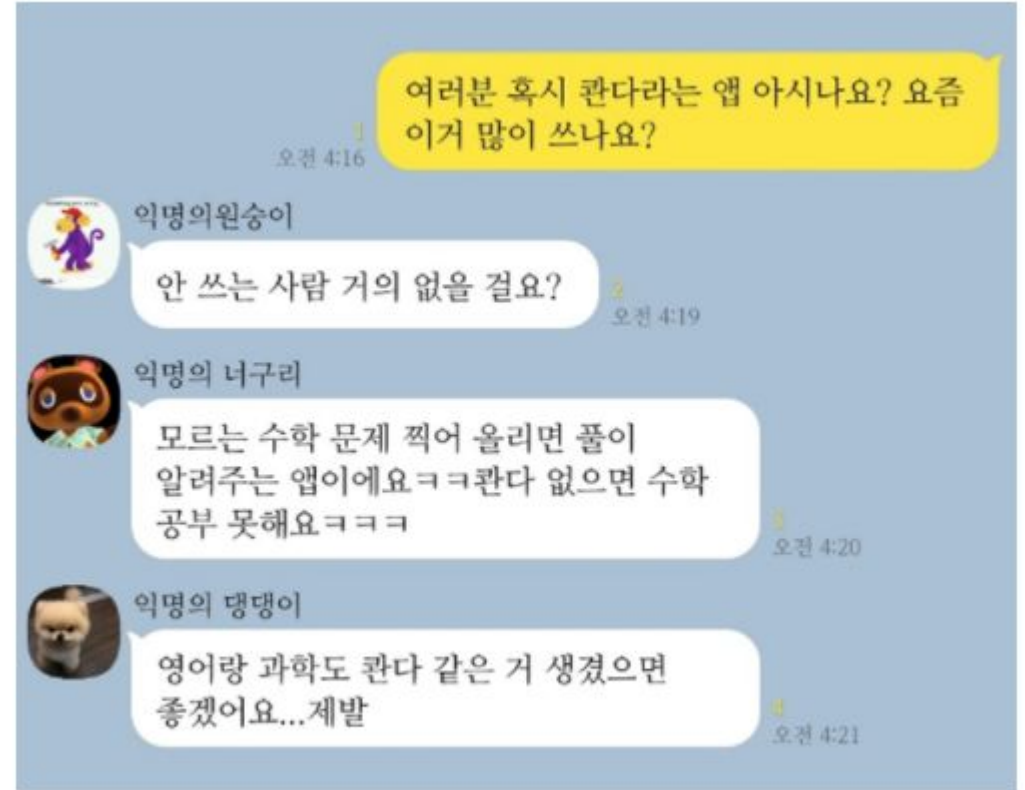 여러분 혹시 콴다라는 앱 아시나요? 요즘
이거 많이 쓰나요?
1
오전 4:16
익명의원숭이
안 쓰는 사람 거의 없을 걸요?
2
오전 4:19
익명의 너구리
모르는 수학 문제 찍어 올리면 풀이
알려주는 앱이에요ㅋㅋ콴다 없으면 수학
공부 못해요ㅋㅋㅋ
오전 4:20
익명의 댕댕이
영어랑 과학도 콴다 같은 거 생겼으면
좋겠어요...제발
4
오전 4:21